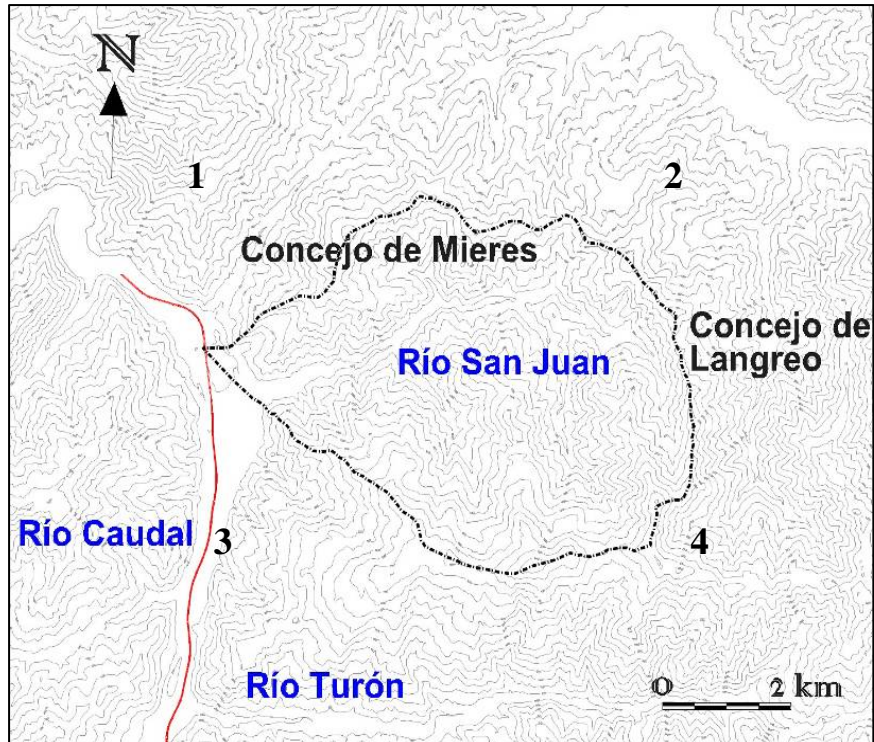 N
1
2
Concejo de Mieres
Concejo de
Langreo
Río San Juan
Río Caudal
3
4
Río Turón
0 2 km